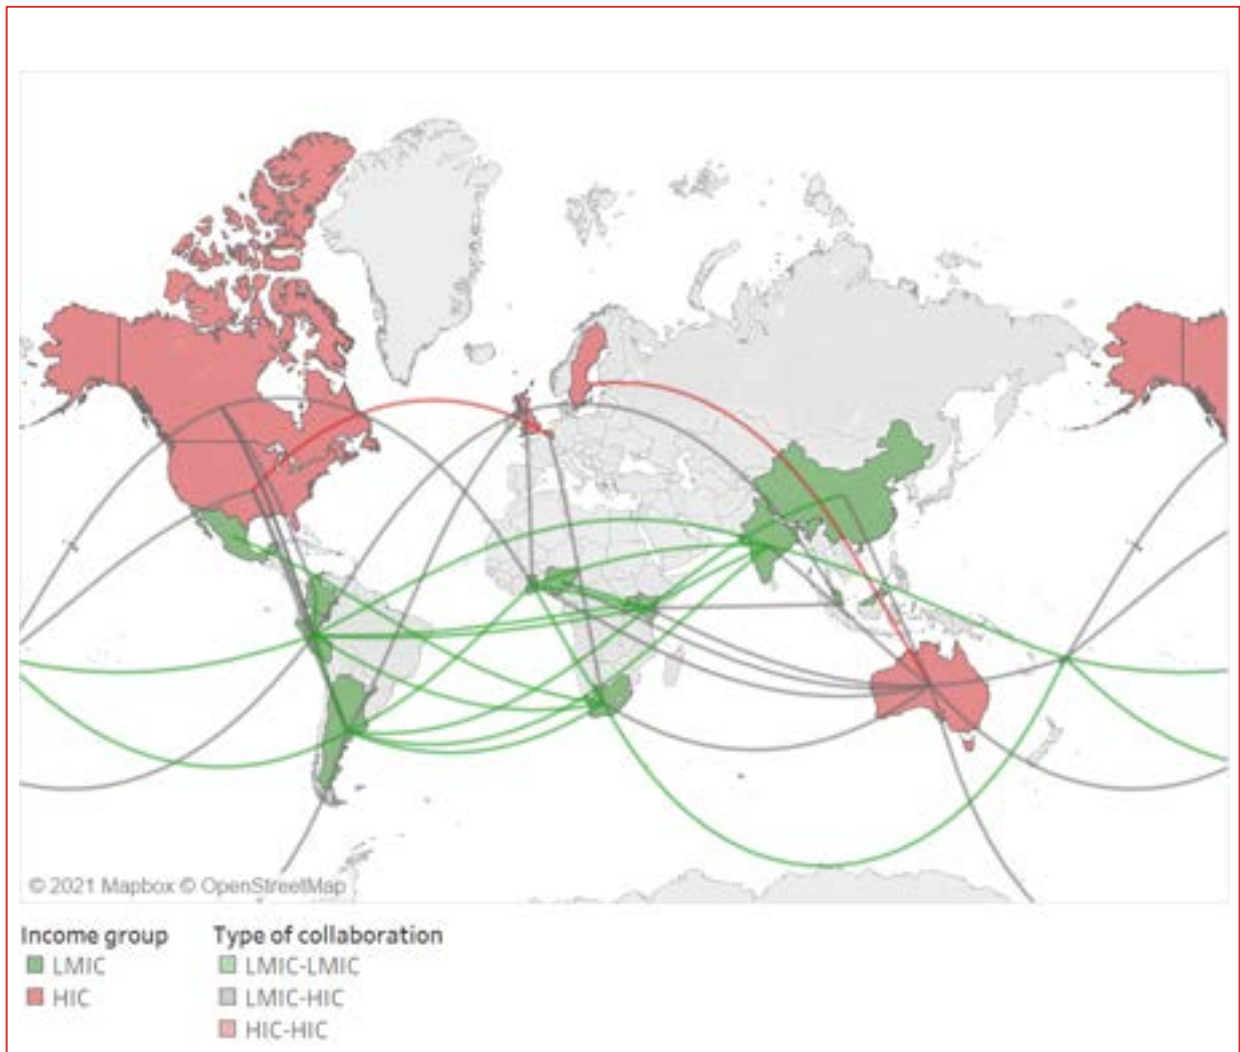 © 2021 Mapbox © OpenStreetMap
Income group
LMIC
HIC
Type of collaboration
LMIC-LMIC
LMIC-HIC
HIC-HIC